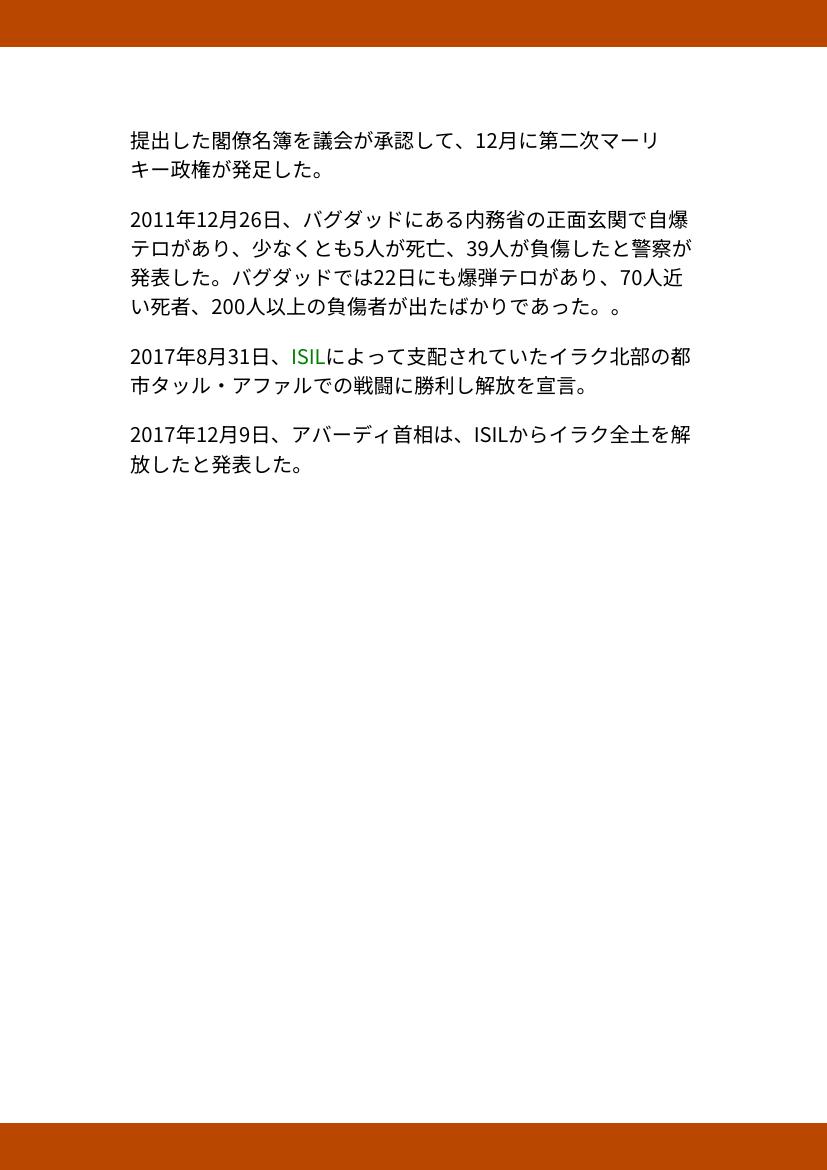 提出した閣僚名簿を議会が承認して、12月に第二次マーリ
キー政権が発足した。
2011年12月26日、バグダッドにある内務省の正面玄関で自爆
テロがあり、少なくとも5人が死亡、39人が負傷したと警察が
発表した。バグダッドでは22日にも爆弾テロがあり、70人近
い死者、200人以上の負傷者が出たばかりであった。。
2017年8月31日、ISILによって支配されていたイラク北部の都
市タッル・アファルでの戦闘に勝利し解放を宣言。
2017年12月9日、アバーディ首相は、ISILからイラク全土を解
放したと発表した。